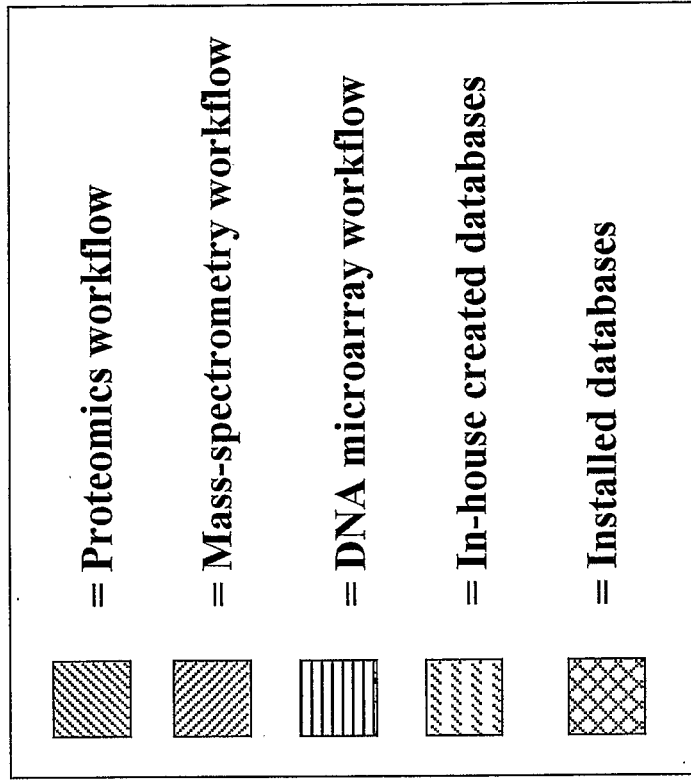 = Proteomics workflow
= Mass-spectrometry workflow
= DNA microarray workflow
= In-house created databases
= Installed databases